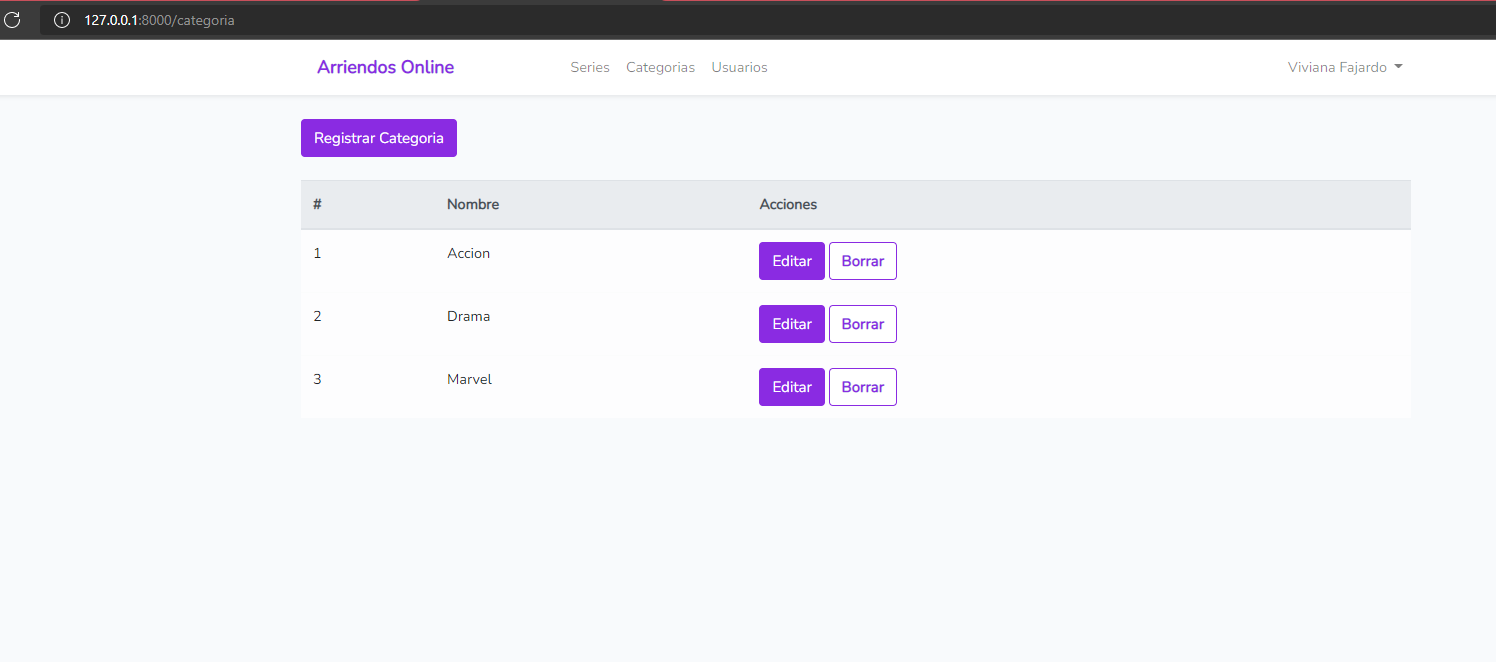 127.0.0.1:8000/categoria
Arriendos Online Series Categorias Usuarios Viviana Fajardo
Registrar Categoria
# Nombre Acciones
1 Accion Editar Borrar
2 Drama Editar Borrar
3 Marvel Editar Borrar